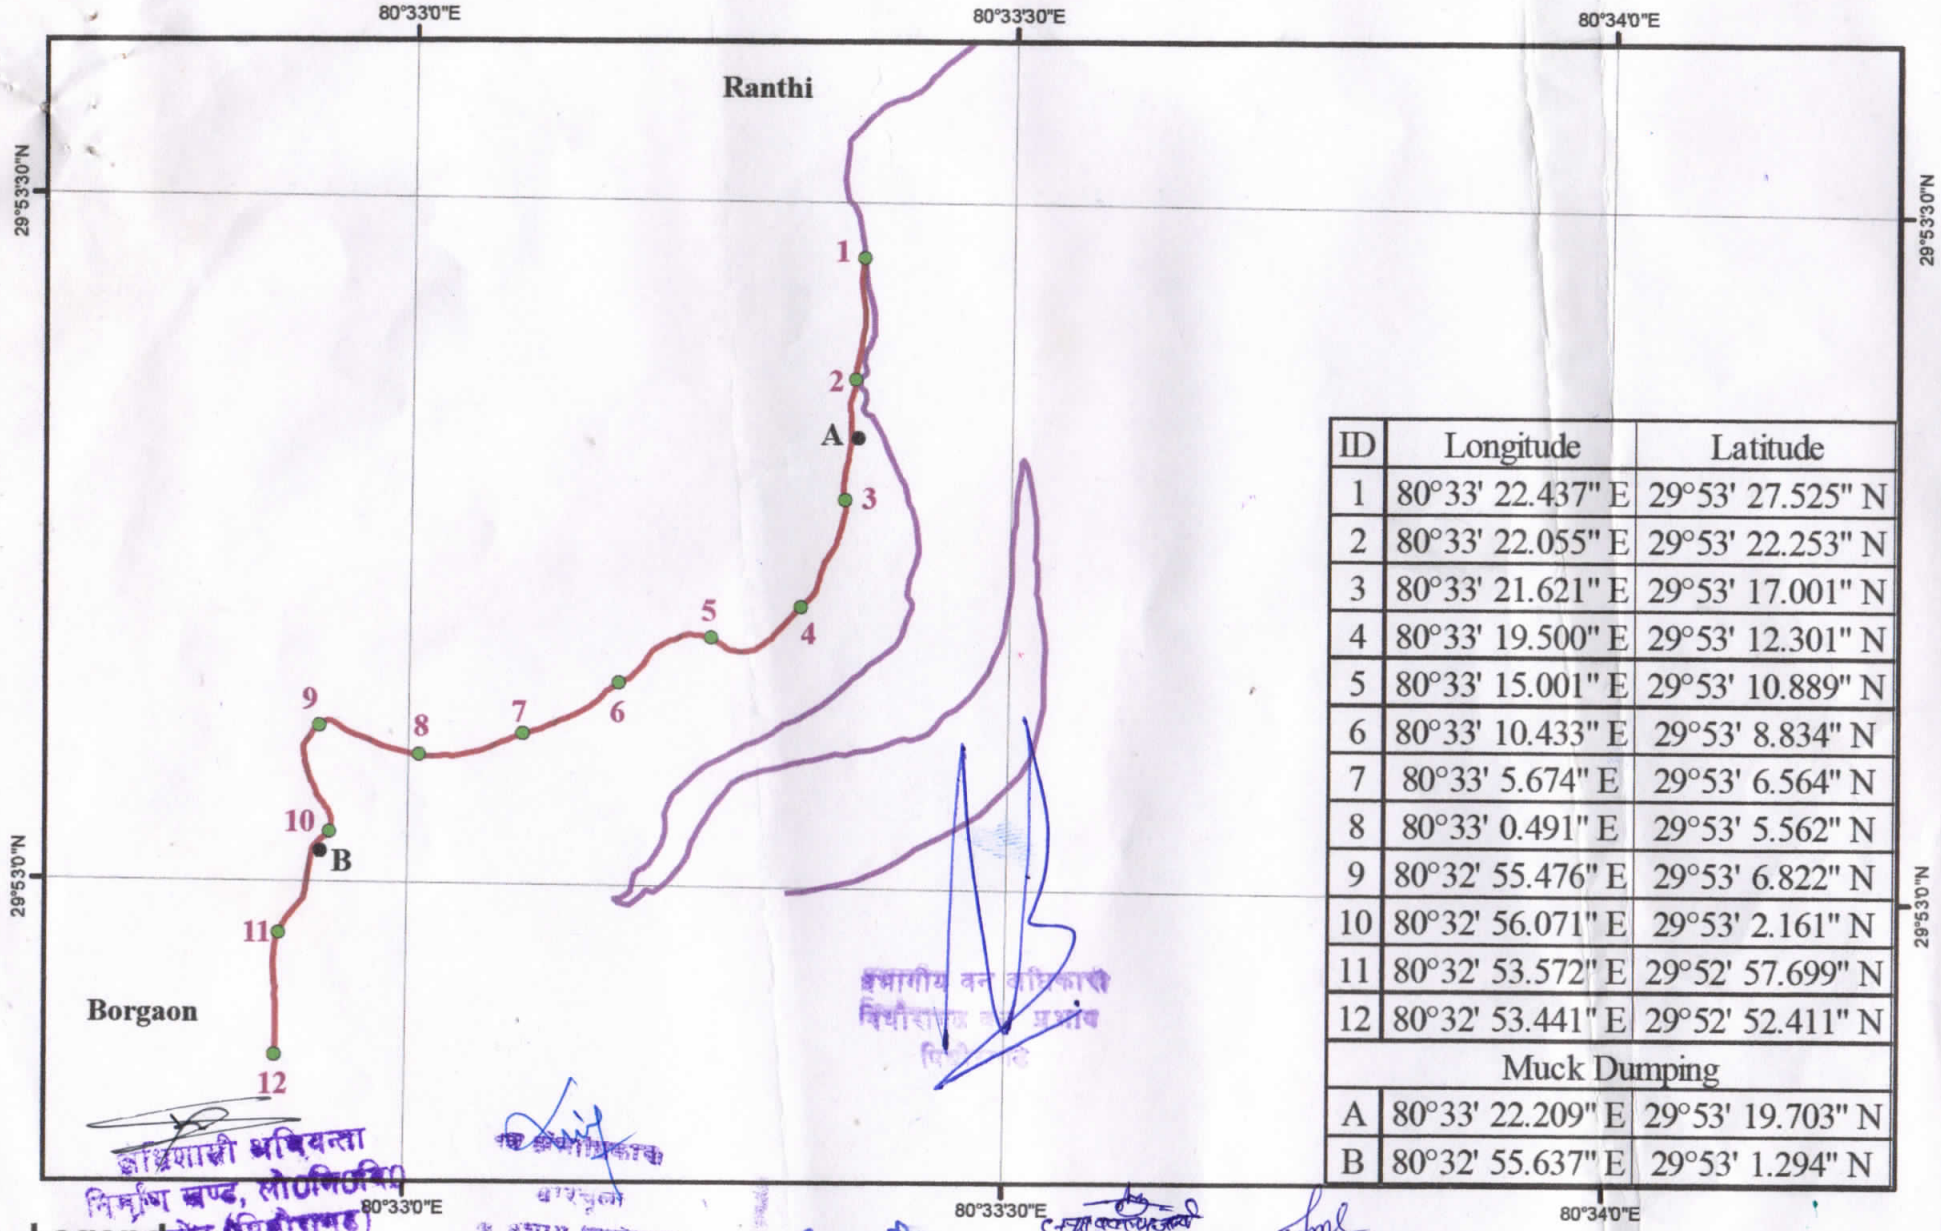 80°33'0"E
80°33'30"E
80°34'0"E
Ranthi
29°53'30"N
29°53'30"N
1
2
A
3
4
5
6
7
8
9
10
B
11
12
Borgaon
29°53'0"N
29°53'0"N
ID Longitude Latitude
1 80°33' 22.437" E 29°53' 27.525" N
2 80°33' 22.055" E 29°53' 22.253" N
3 80°33' 21.621" E 29°53' 17.001" N
4 80°33' 19.500" E 29°53' 12.301" N
5 80°33' 15.001" E 29°53' 10.889" N
6 80°33' 10.433" E 29°53' 8.834" N
7 80°33' 5.674" E 29°53' 6.564" N
8 80°33' 0.491" E 29°53' 5.562" N
9 80°32' 55.476" E 29°53' 6.822" N
10 80°32' 56.071" E 29°53' 2.161" N
11 80°32' 53.572" E 29°52' 57.699" N
12 80°32' 53.441" E 29°52' 52.411" N
Muck Dumping
A 80°33' 22.209" E 29°53' 19.703" N
B 80°32' 55.637" E 29°53' 1.294" N
वन
अधिशासी अभियन्ता
निर्माण खण्ड, लो०नि०वि०
80°33'0"E
80°33'30"E
80°34'0"E